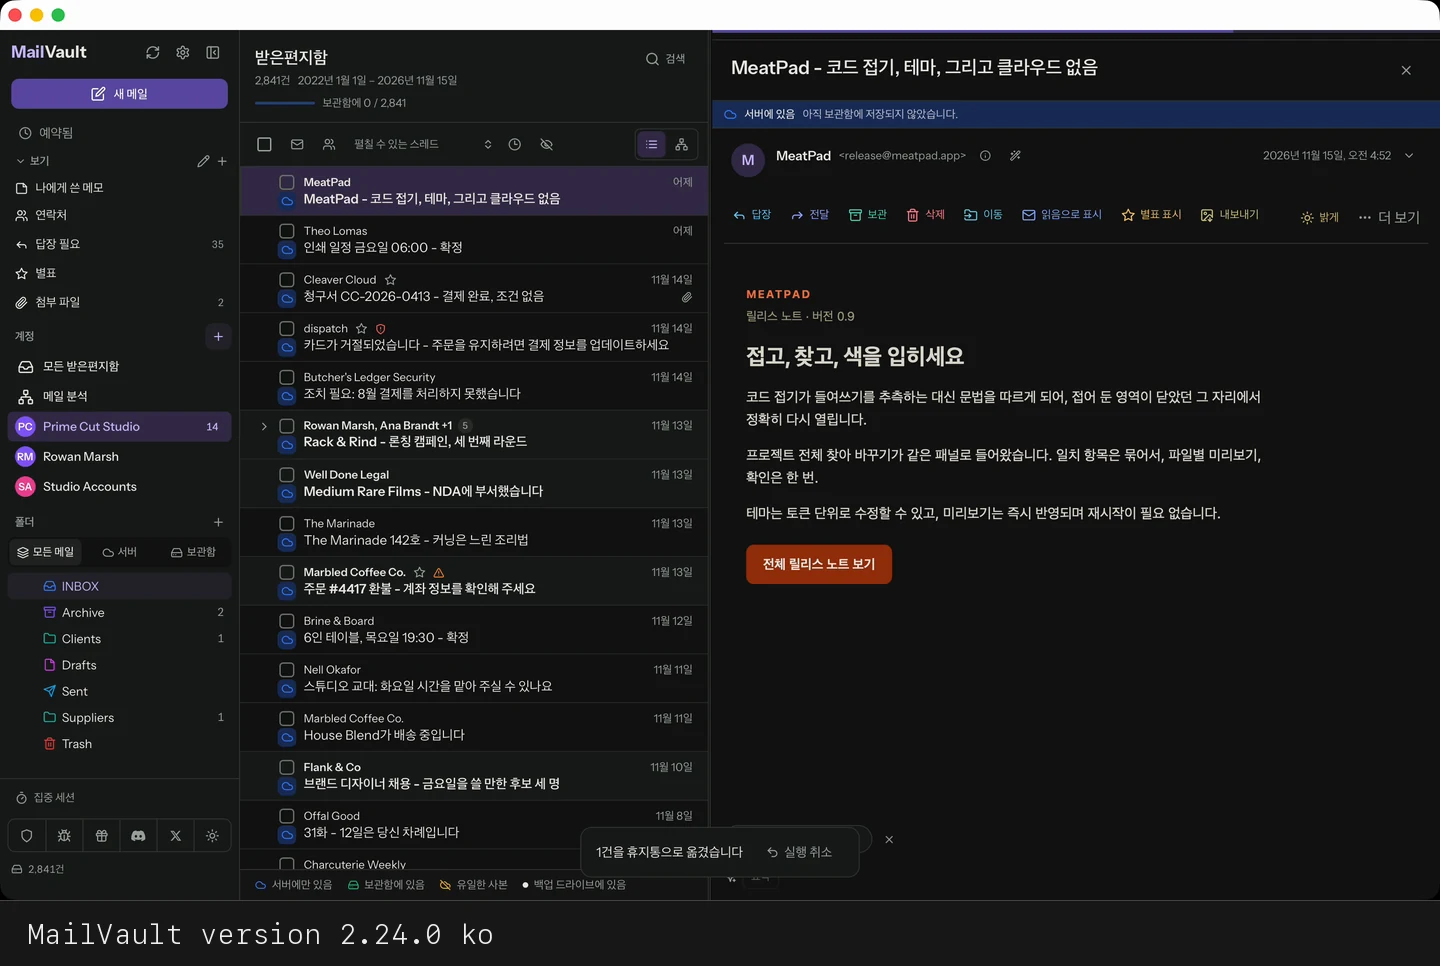 MailVault
새 메일
예약됨
보기
나에게 쓴 메모
연락처
답장 필요 35
별표
첨부 파일 2
계정
모든 받은편지함
메일 분석
PC Prime Cut Studio 14
RM Rowan Marsh
SA Studio Accounts
폴더
모든 메일 서버 보관함
INBOX
Archive 2
Clients 1
Drafts
Sent
Suppliers 1
Trash
집중 세션
2,841건
받은편지함
검색
2,841건 2022년 1월 1일 – 2026년 11월 15일
보관함에 0 / 2,841
펼칠 수 있는 스레드
MeatPad 어제
MeatPad – 코드 접기, 테마, 그리고 클라우드 없음
Theo Lomas 어제
인쇄 일정 금요일 06:00 – 확정
Cleaver Cloud 11월 14일
청구서 CC-2026-0413 – 결제 완료, 조건 없음
dispatch 11월 14일
카드가 거절되었습니다 – 주문을 유지하려면 결제 정보를 업데이트하세요
Butcher's Ledger Security 11월 14일
조치 필요: 8월 결제를 처리하지 못했습니다
Rowan Marsh, Ana Brandt +1 5 11월 13일
Rack & Rind – 론칭 캠페인, 세 번째 라운드
Well Done Legal 11월 13일
Medium Rare Films – NDA에 부서했습니다
The Marinade 11월 13일
The Marinade 142호 – 커닝은 느린 조리법
Marbled Coffee Co. 11월 13일
주문 #4417 환불 – 계좌 정보를 확인해 주세요
Brine & Board 11월 12일
6인 테이블, 목요일 19:30 – 확정
Nell Okafor 11월 11일
스튜디오 교대: 화요일 시간을 맡아 주실 수 있나요
Marbled Coffee Co. 11월 11일
House Blend가 배송 중입니다
Flank & Co 11월 10일
브랜드 디자이너 채용 – 금요일을 쓸 만한 후보 세 명
Offal Good 11월 8일
31화 – 12일은 당신 차례입니다
Charcuterie Weekly
서버에만 있음 보관함에 있음 유일한 사본 백업 드라이브에 있음
MeatPad – 코드 접기, 테마, 그리고 클라우드 없음
서버에 있음 아직 보관함에 저장되지 않았습니다.
M MeatPad <release@meatpad.app> 2026년 11월 15일, 오전 4:52
답장 전달 보관 삭제 이동 읽음으로 표시 별표 표시 내보내기 밝게 더 보기
MEATPAD
릴리스 노트 · 버전 0.9
접고, 찾고, 색을 입히세요
코드 접기가 들여쓰기를 추측하는 대신 문법을 따르게 되어, 접어 둔 영역이 닫았던 그 자리에서
정확히 다시 열립니다.
프로젝트 전체 찾아 바꾸기가 같은 패널로 들어왔습니다. 일치 항목은 묶어서, 파일별 미리보기,
확인은 한 번.
테마는 토큰 단위로 수정할 수 있고, 미리보기는 즉시 반영되며 재시작이 필요 없습니다.
전체 릴리스 노트 보기
1건을 휴지통으로 옮겼습니다 실행 취소
MailVault version 2.24.0 ko